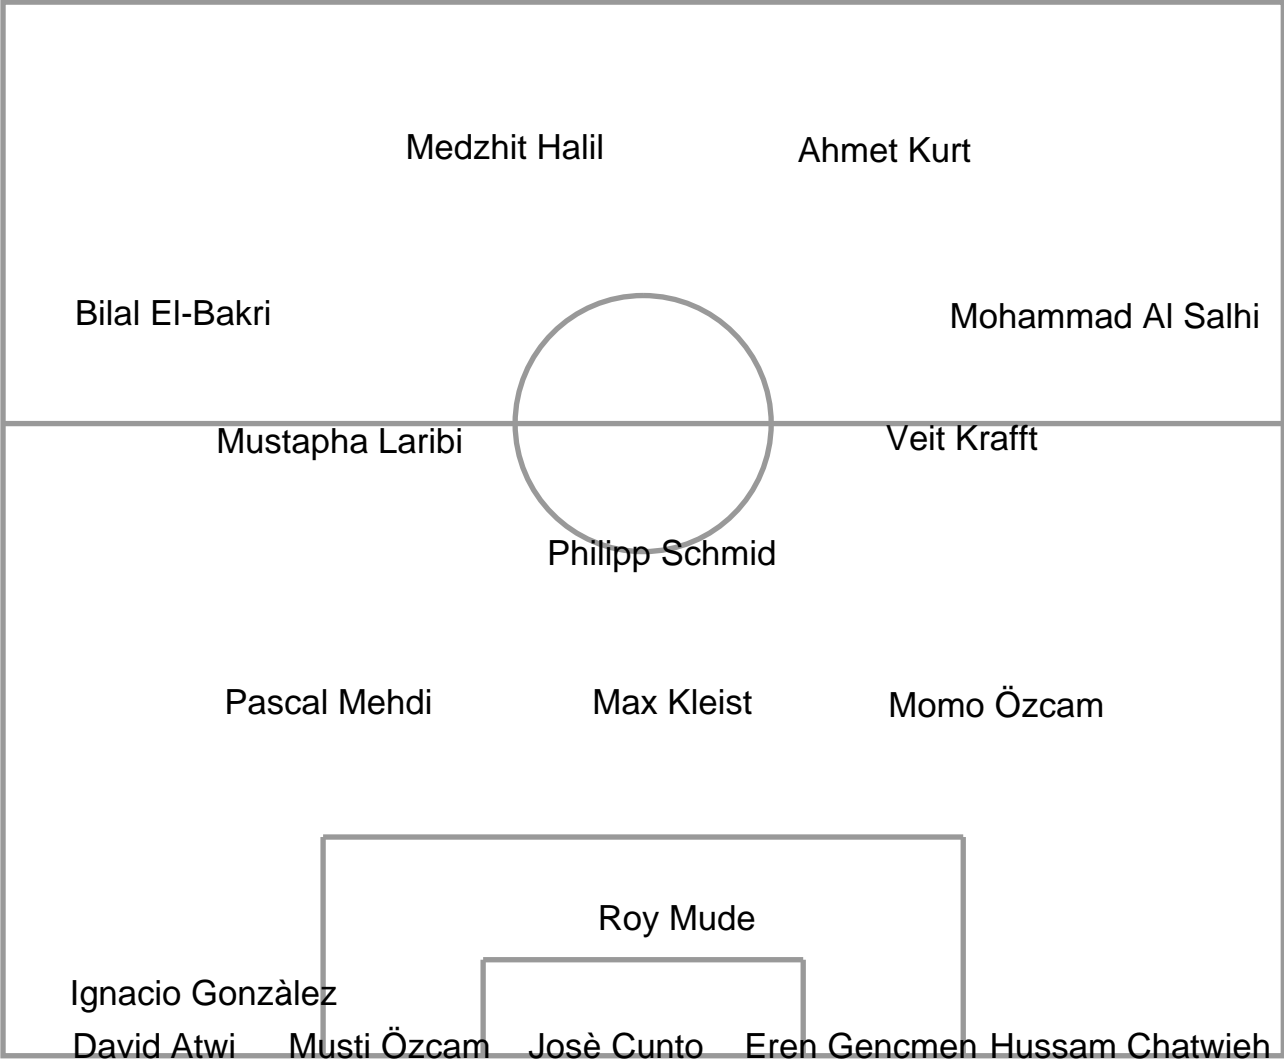 Medzhit Halil
Ahmet Kurt
Bilal El-Bakri
Mohammad Al Salhi
Mustapha Laribi
Veit Krafft
Philipp Schmid
Pascal Mehdi
Max Kleist
Momo Özcam
Roy Mude
Ignacio Gonzàlez
David Atwi
Musti Özcam
Josè Cunto
Eren Gencmen
Hussam Chatwieh